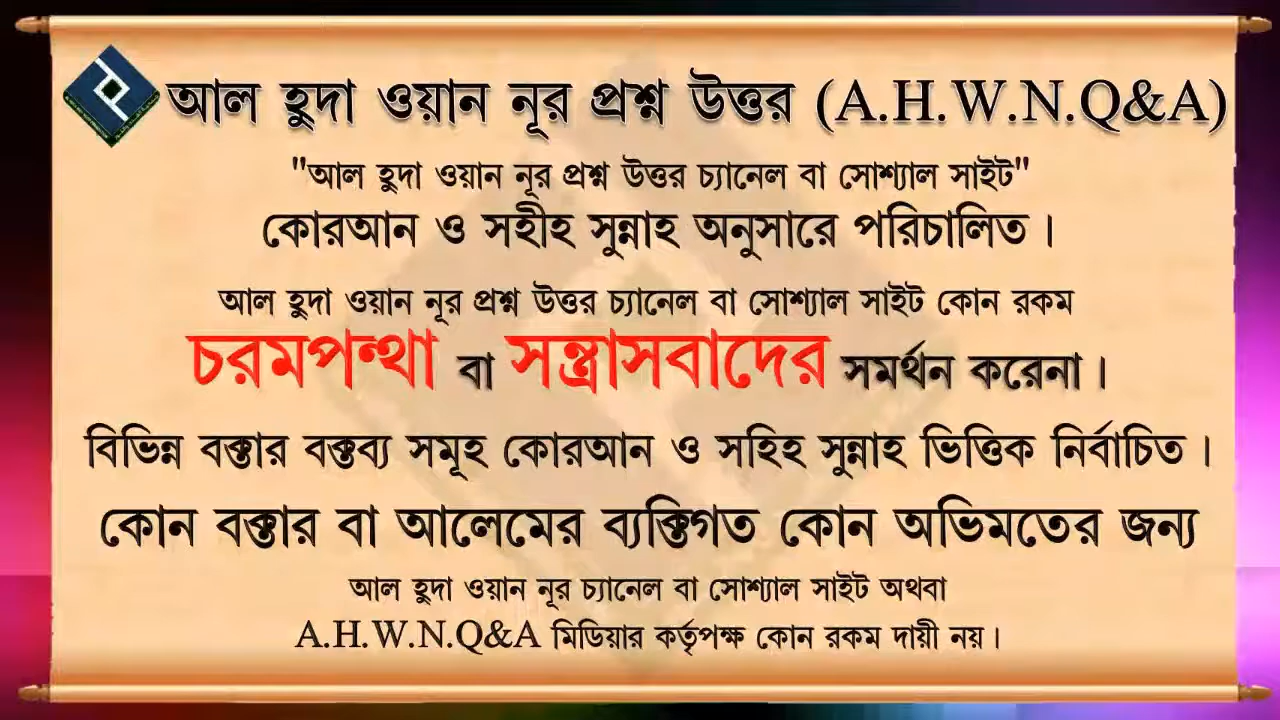 আল হুদা ওয়ান নূর প্রশ্ন উত্তর (A.H.W.N.Q&A)
"আল হুদা ওয়ান নূর প্রশ্ন উত্তর চ্যানেল বা সোশ্যাল সাইট"
কোরআন ও সহীহ সুন্নাহ অনুসারে পরিচালিত।
আল হুদা ওয়ান নূর প্রশ্ন উত্তর চ্যানেল বা সোশ্যাল সাইট কোন রকম
চরমপন্থা বা সন্ত্রাসবাদের সমর্থন করেনা।
বিভিন্ন বক্তার বক্তব্য সমূহ কোরআন ও সহিহ সুন্নাহ ভিত্তিক নির্বাচিত।
কোন বক্তার বা আলেমের ব্যক্তিগত কোন অভিমতের জন্য
আল হুদা ওয়ান নূর চ্যানেল বা সোশ্যাল সাইট অথবা
A.H.W.N.Q&A মিডিয়ার কর্তৃপক্ষ কোন রকম দায়ী নয়।